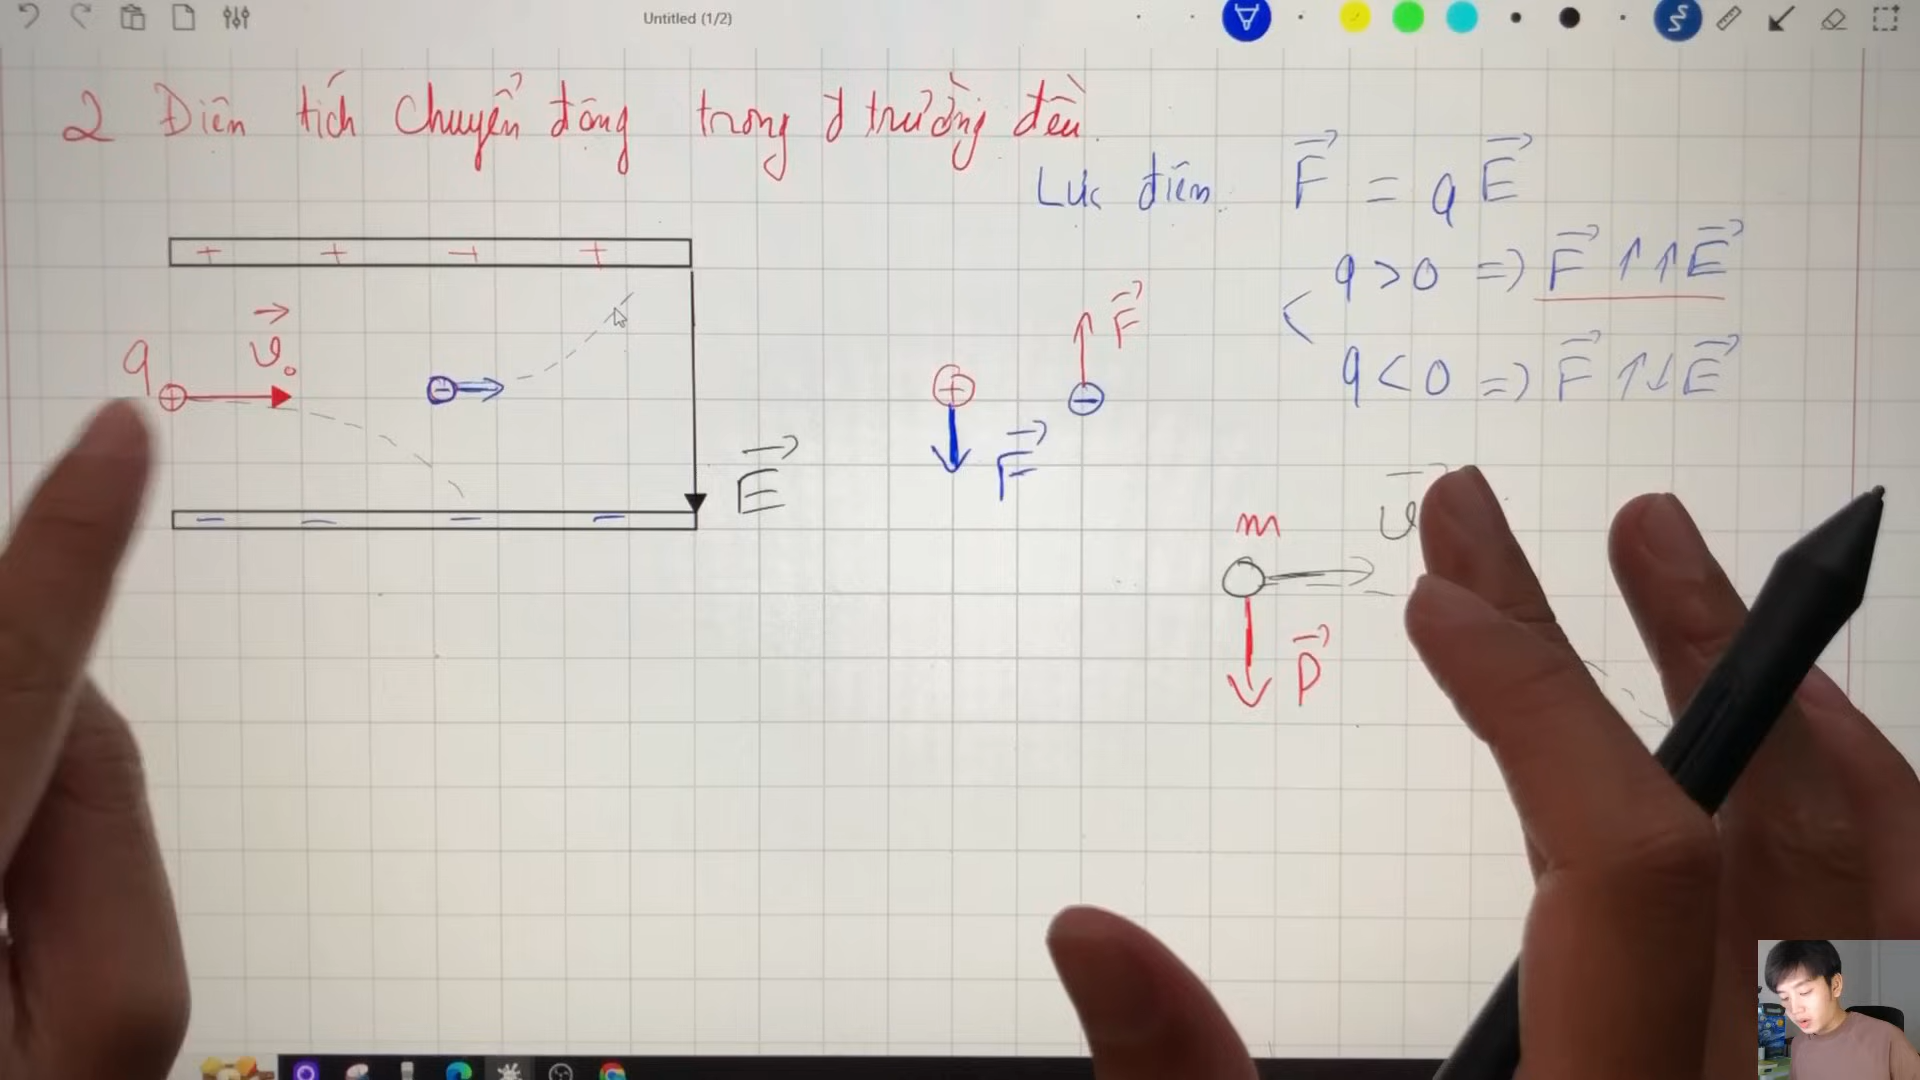 Untitled (1/2)
2 Điện tích chuyển động trong đ trường đều.
Lực điện. F = qE
q > 0 => F ↑↑ E
q < 0 => F ↑↓ E
+ + + +
q
v₀
+
−
E
− − − −
+
F
F
−
m
v
P